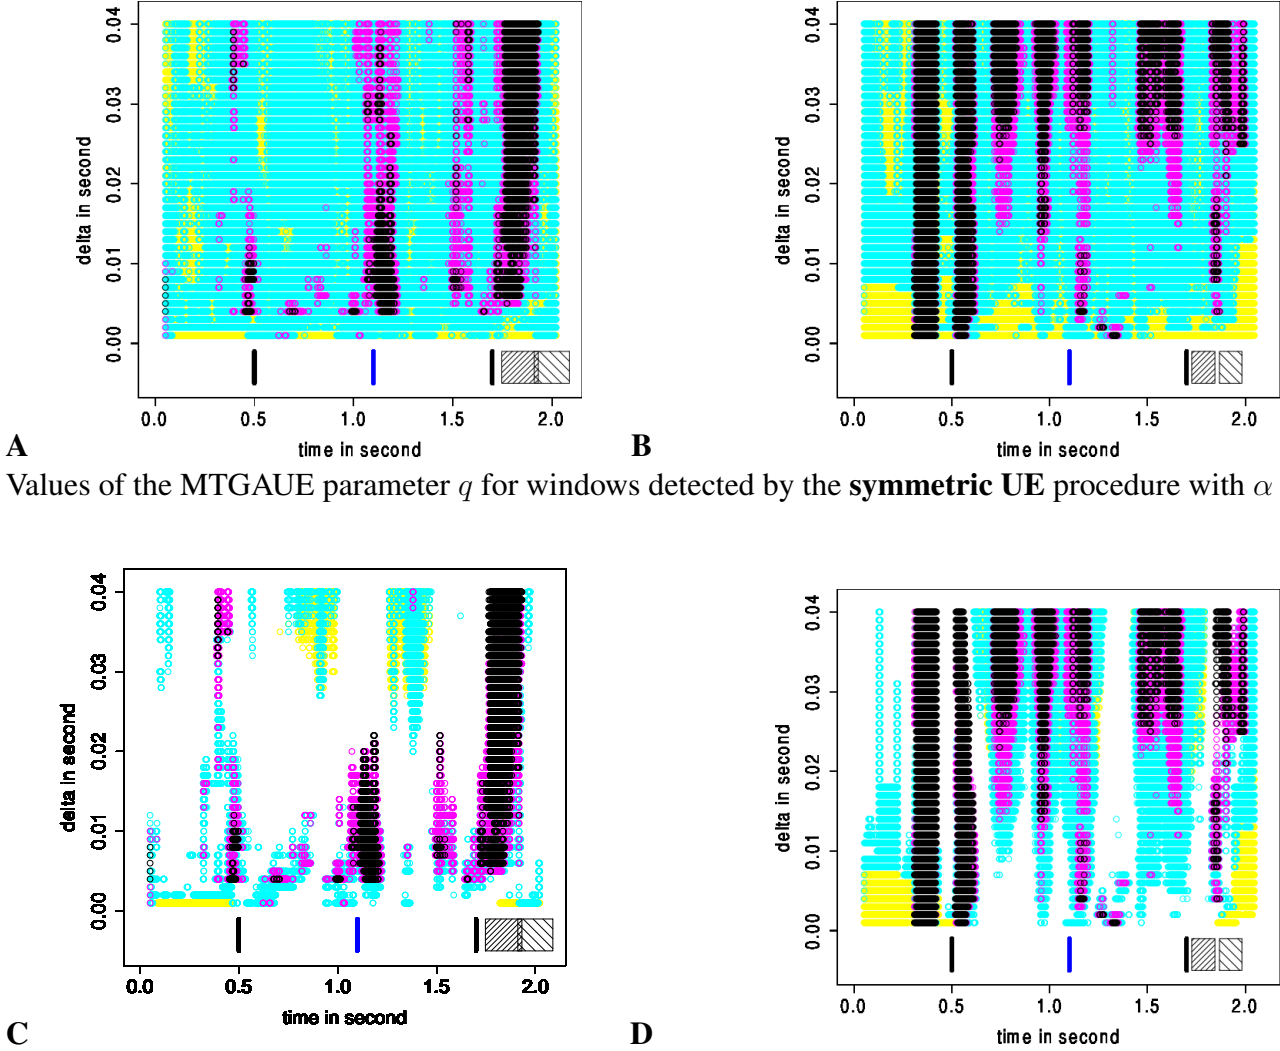 0.04
0.03
0.02
0.01
0.00
delta in second
0.0 0.5 1.0 1.5 2.0
time in second
A
0.04
0.03
0.02
0.01
0.00
delta in second
0.0 0.5 1.0 1.5 2.0
time in second
B
Values of the MTGAUE parameter q for windows detected by the symmetric UE procedure with α
0.04
0.03
0.02
0.01
0.00
delta in second
0.0 0.5 1.0 1.5 2.0
time in second
C
0.04
0.03
0.02
0.01
0.00
delta in second
0.0 0.5 1.0 1.5 2.0
time in second
D